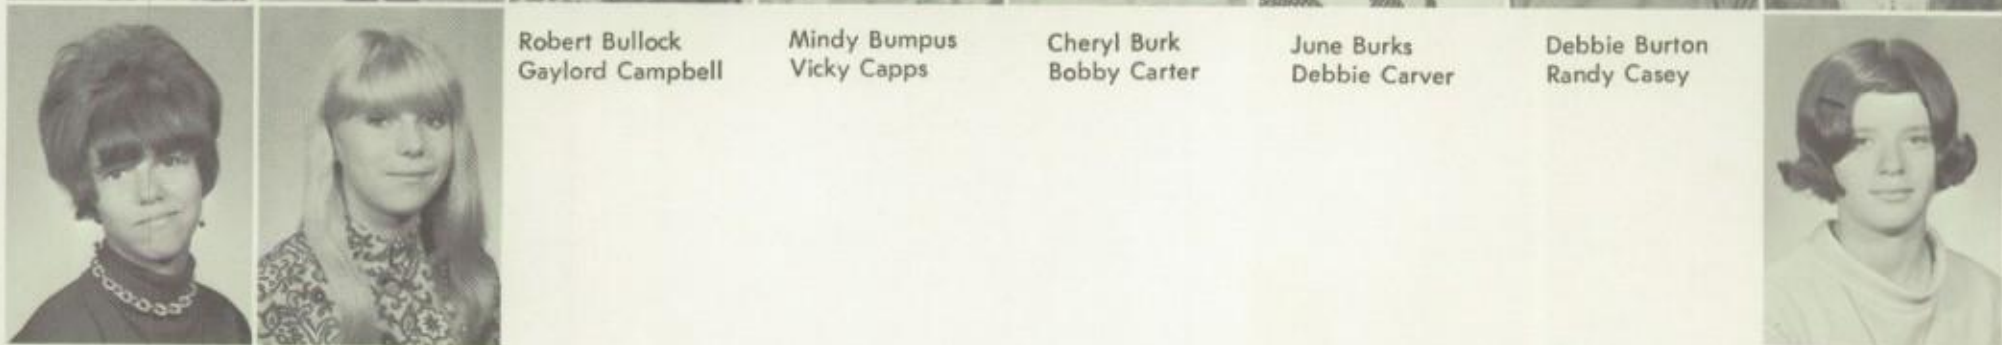 Robert Bullock
Gaylord Campbell
Mindy Bumpus
Vicky Capps
Cheryl Burk
Bobby Carter
June Burks
Debbie Carver
Debbie Burton
Randy Casey